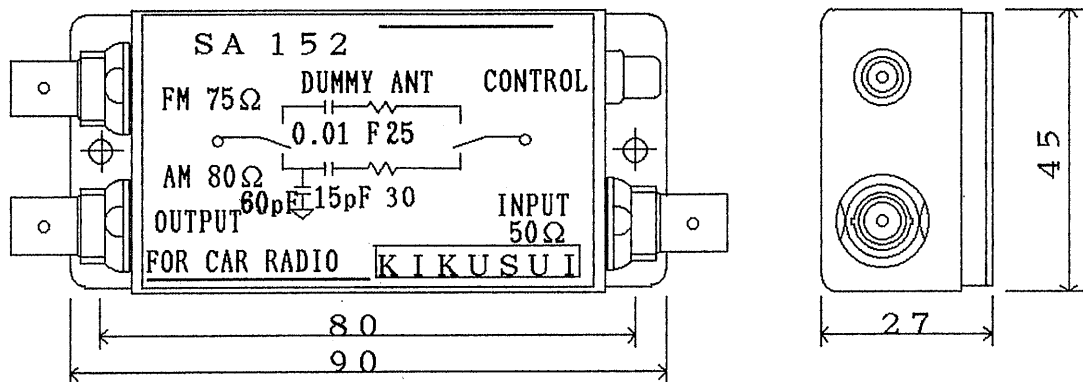 SA 152
DUMMY ANT
CONTROL
FM 75Ω
0.01 F 25
AM 80Ω
60pF 15pF 30
OUTPUT
INPUT
50Ω
FOR CAR RADIO
KIKUSUI
80
90
27
45